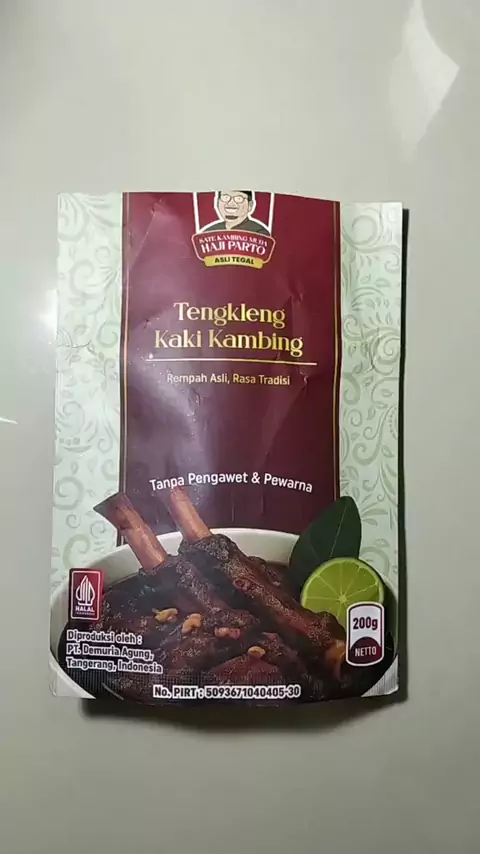 SATE KAMBING MUDA
HAJI PARTO
ASLI TEGAL
Tengkleng
Kaki Kambing
Rempah Asli, Rasa Tradisi
Tanpa Pengawet & Pewarna
HALAL
INDONESIA
Diproduksi oleh :
PT. Demuria Agung,
Tangerang, Indonesia
200g
NETTO
No. PIRT : 5093671040405-30